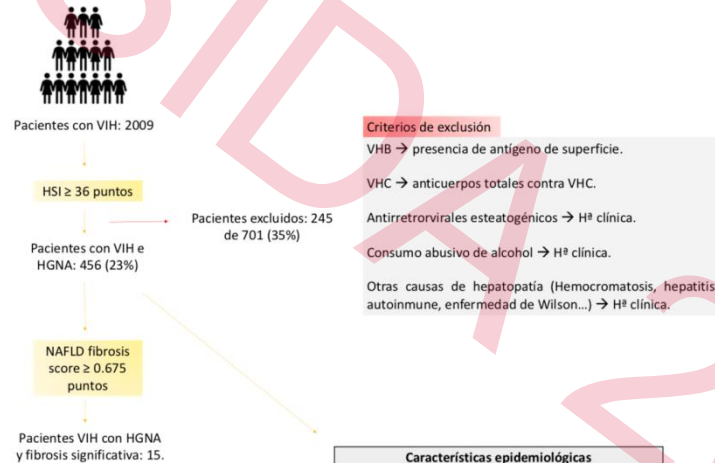 Pacientes con VIH: 2009
HSI ≥ 36 puntos
Pacientes excluidos: 245
de 701 (35%)
Pacientes con VIH e
HGNA: 456 (23%)
NAFLD fibrosis
score ≥ 0.675
puntos
Pacientes VIH con HGNA
y fibrosis significativa: 15.
Criterios de exclusión
VHB → presencia de antígeno de superficie.
VHC → anticuerpos totales contra VHC.
Antirretrorvirales esteatogénicos → Hª clínica.
Consumo abusivo de alcohol → Hª clínica.
Otras causas de hepatopatía (Hemocromatosis, hepatitis
autoinmune, enfermedad de Wilson...) → Hª clínica.
Características epidemiológicas